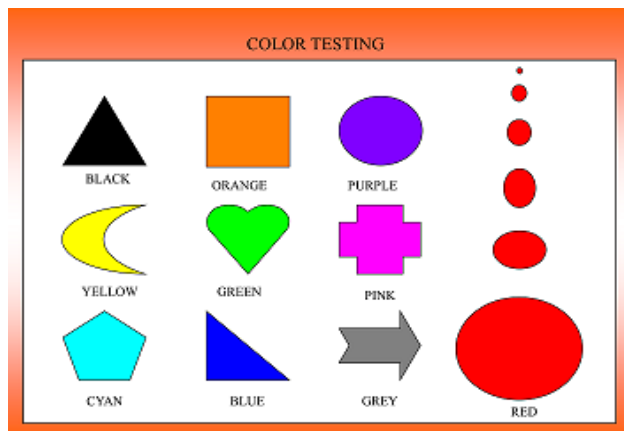 COLOR TESTING
BLACK
ORANGE
PURPLE
YELLOW
GREEN
PINK
CYAN
BLUE
GREY
RED